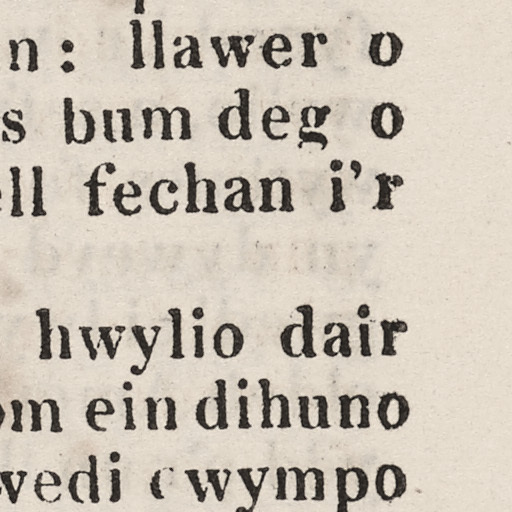 n: llawer o
s bum deg o
ell fechan i'r
hwylio dair
om ein dihuno
wedi cwympo